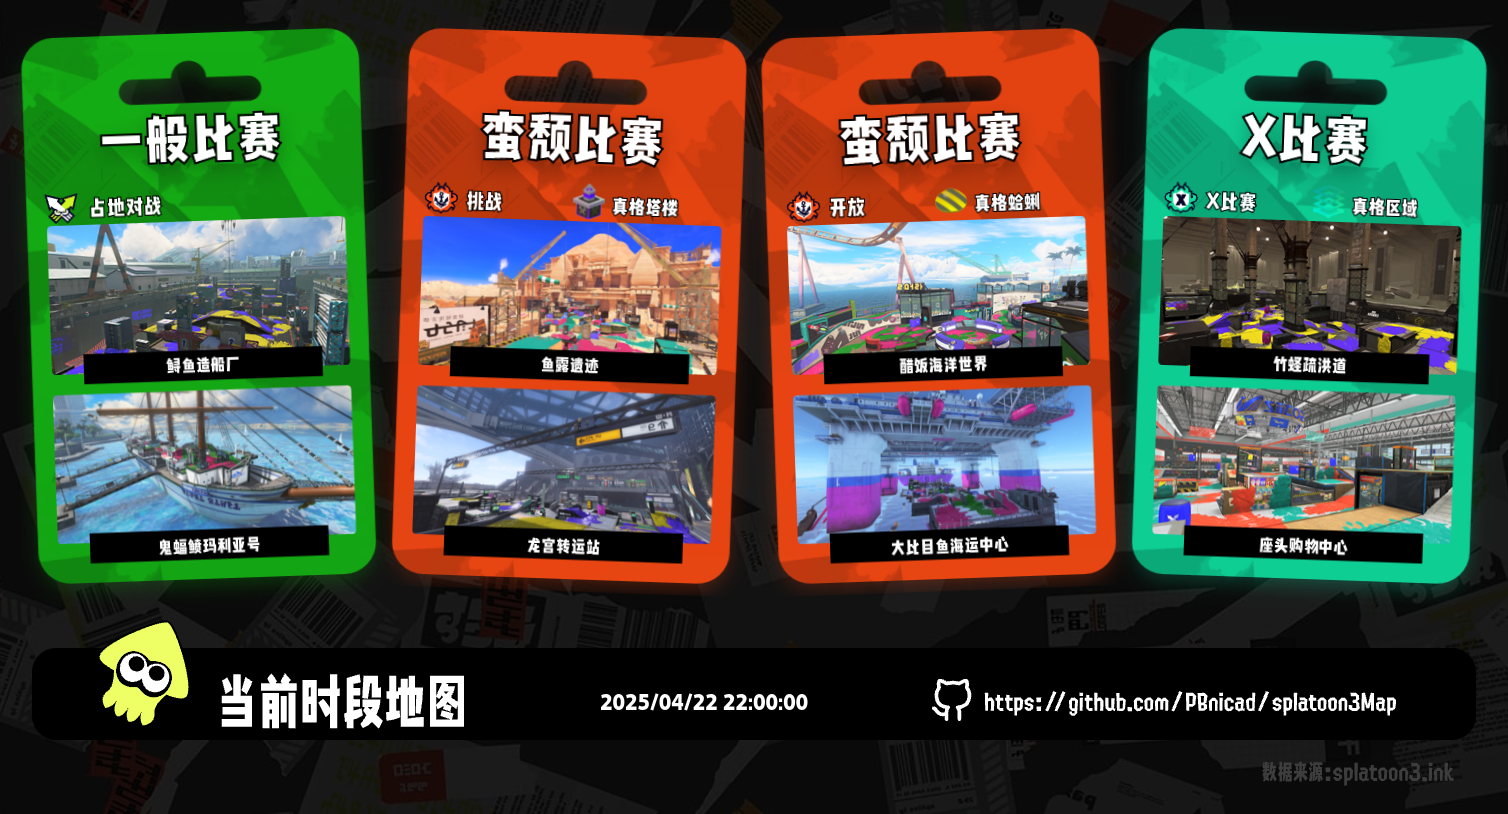 一般比赛
占地对战
鲟鱼造船厂
鬼蝠鲼玛利亚号
蛮颓比赛
挑战
真格塔楼
鱼露遗迹
龙宫转运站
蛮颓比赛
开放
真格蛤蜊
醋饭海洋世界
大比目鱼海运中心
X比赛
X比赛
真格区域
竹蛏疏洪道
座头购物中心
当前时段地图
2025/04/22 22:00:00
https://github.com/PBnicad/splatoon3Map
数据来源:splatoon3.ink